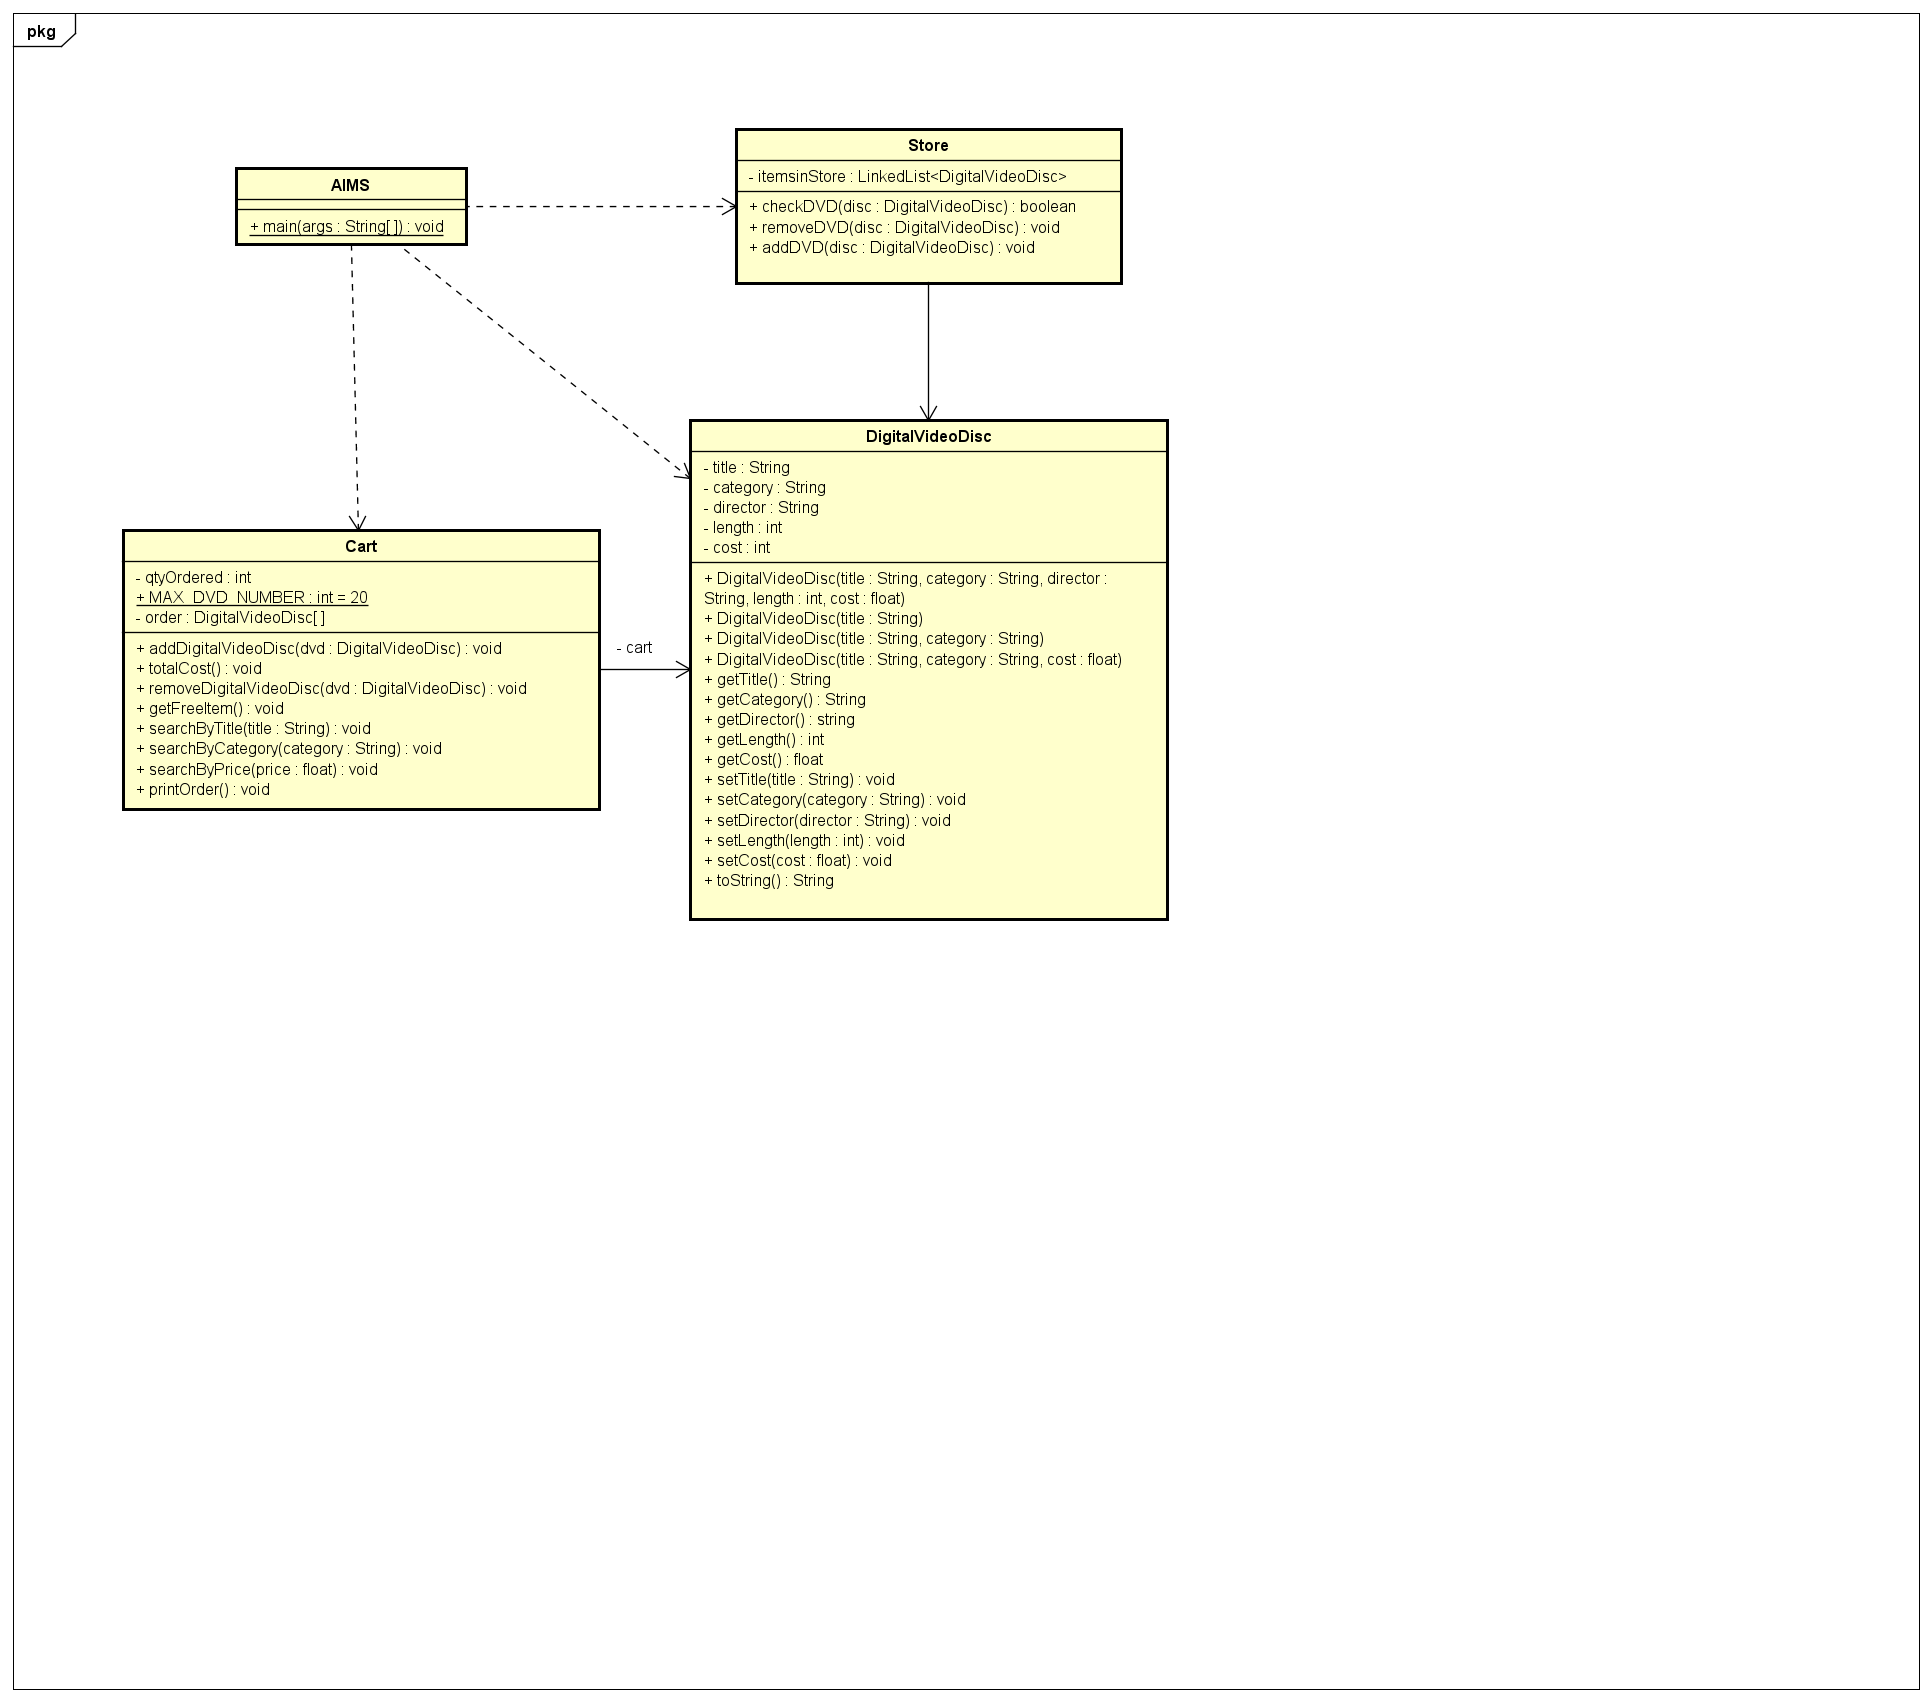 pkg
AIMS
+ main(args : String[ ]) : void
Store
- itemsinStore : LinkedList<DigitalVideoDisc>
+ checkDVD(disc : DigitalVideoDisc) : boolean
+ removeDVD(disc : DigitalVideoDisc) : void
+ addDVD(disc : DigitalVideoDisc) : void
Cart
- qtyOrdered : int
+ MAX_DVD_NUMBER : int = 20
- order : DigitalVideoDisc[ ]
+ addDigitalVideoDisc(dvd : DigitalVideoDisc) : void
+ totalCost() : void
+ removeDigitalVideoDisc(dvd : DigitalVideoDisc) : void
+ getFreeItem() : void
+ searchByTitle(title : String) : void
+ searchByCategory(category : String) : void
+ searchByPrice(price : float) : void
+ printOrder() : void
- cart
DigitalVideoDisc
- title : String
- category : String
- director : String
- length : int
- cost : int
+ DigitalVideoDisc(title : String, category : String, director :
String, length : int, cost : float)
+ DigitalVideoDisc(title : String)
+ DigitalVideoDisc(title : String, category : String)
+ DigitalVideoDisc(title : String, category : String, cost : float)
+ getTitle() : String
+ getCategory() : String
+ getDirector() : string
+ getLength() : int
+ getCost() : float
+ setTitle(title : String) : void
+ setCategory(category : String) : void
+ setDirector(director : String) : void
+ setLength(length : int) : void
+ setCost(cost : float) : void
+ toString() : String